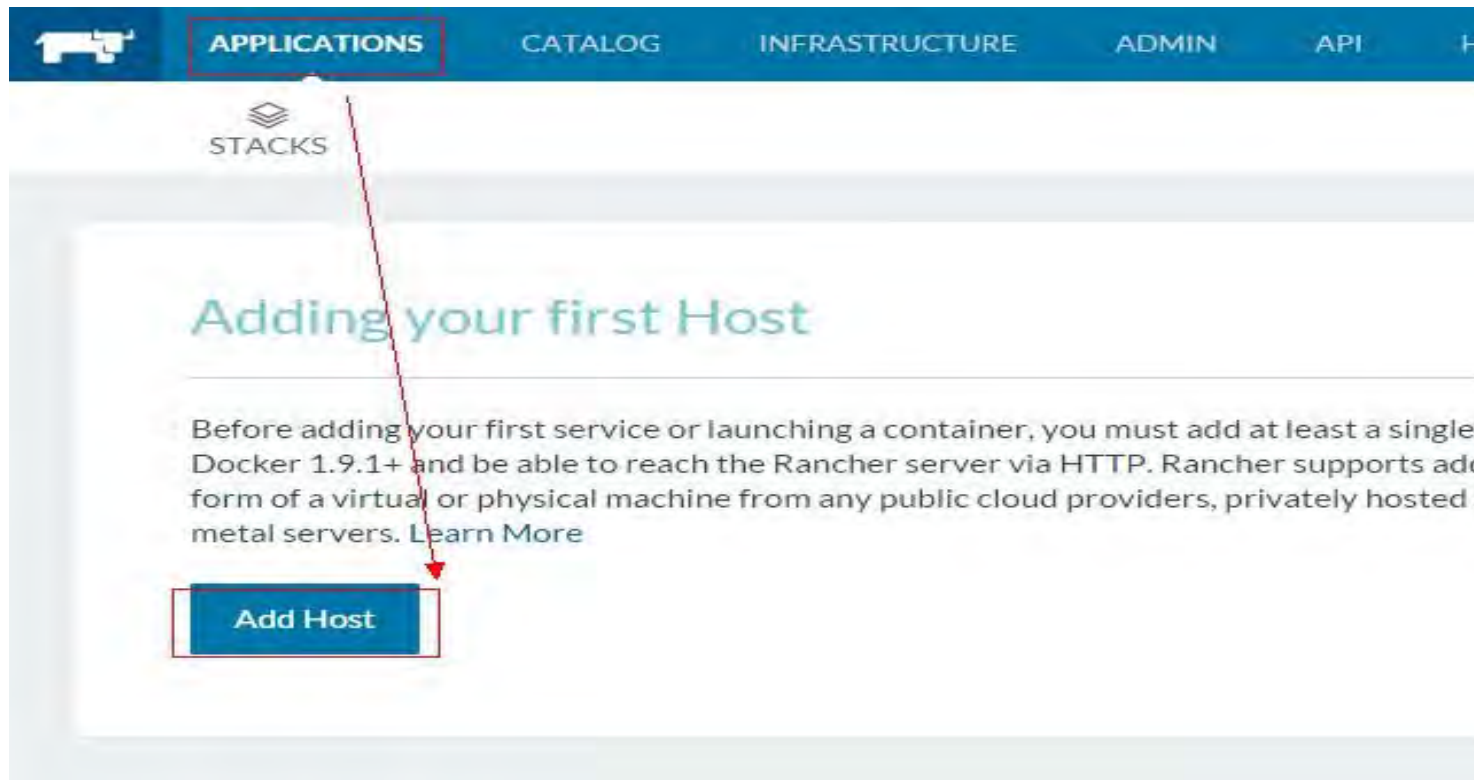 APPLICATIONS CATALOG INFRASTRUCTURE ADMIN API
STACKS
Adding your first Host
Before adding your first service or launching a container, you must add at least a single
Docker 1.9.1+ and be able to reach the Rancher server via HTTP. Rancher supports
form of a virtual or physical machine from any public cloud providers, privately hosted
metal servers. Learn More
Add Host